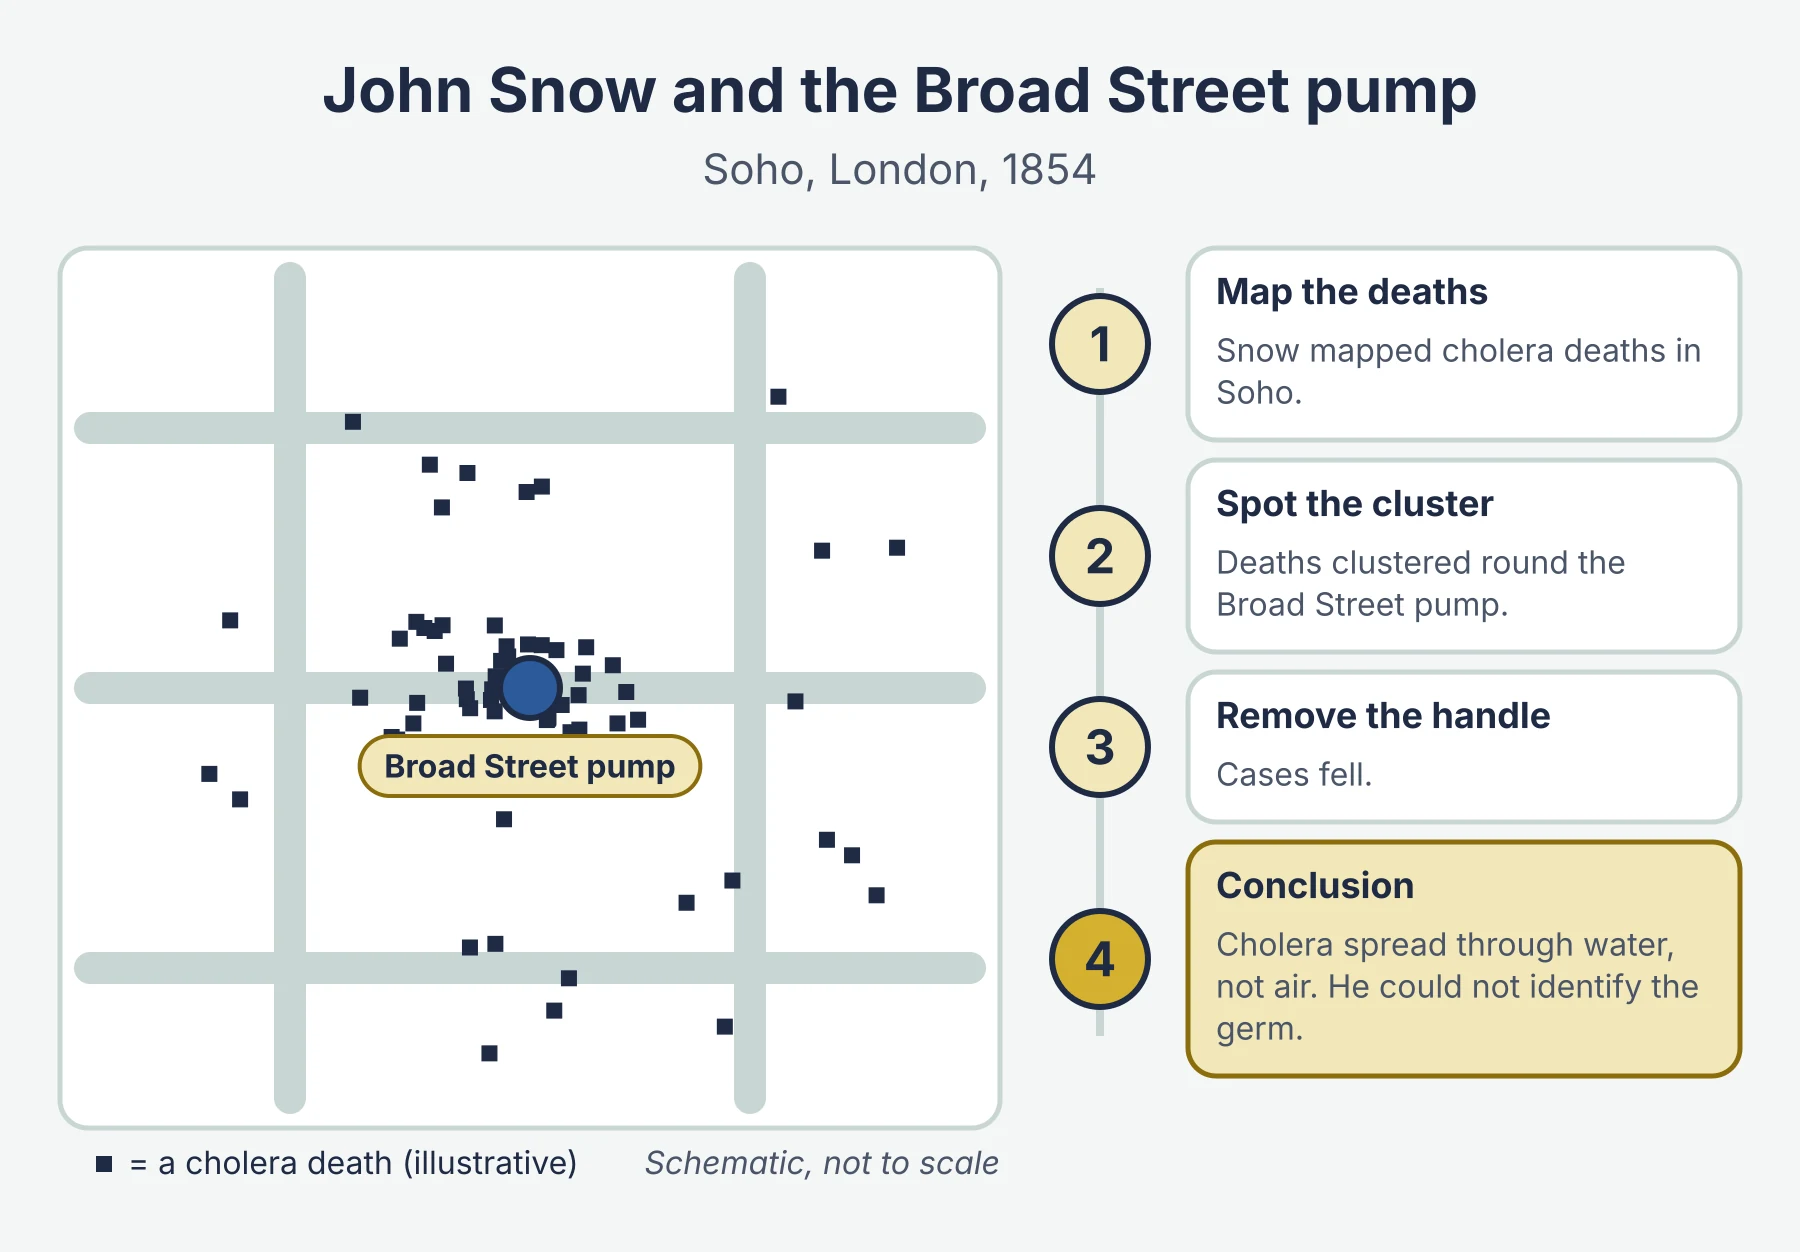 John Snow and the Broad Street pump
Soho, London, 1854
Broad Street pump
= a cholera death (illustrative)
Schematic, not to scale
1
Map the deaths
Snow mapped cholera deaths in
Soho.
2
Spot the cluster
Deaths clustered round the
Broad Street pump.
3
Remove the handle
Cases fell.
4
Conclusion
Cholera spread through water,
not air. He could not identify the
germ.